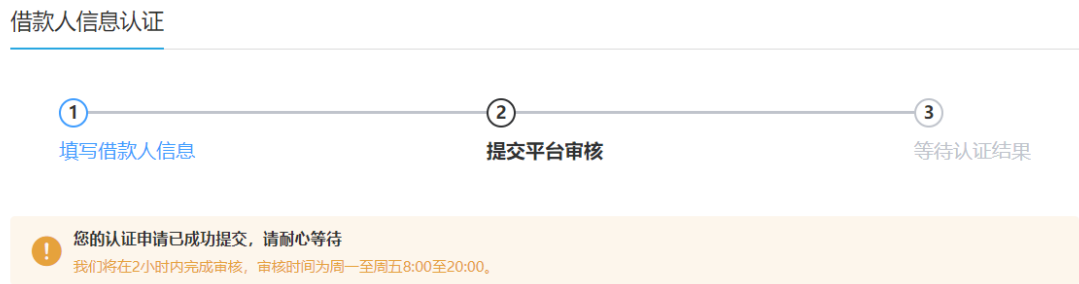 借款人信息认证
1
2
3
填写借款人信息
提交平台审核
等待认证结果
!
您的认证申请已成功提交，请耐心等待
我们将在2小时内完成审核，审核时间为周一至周五8:00至20:00。